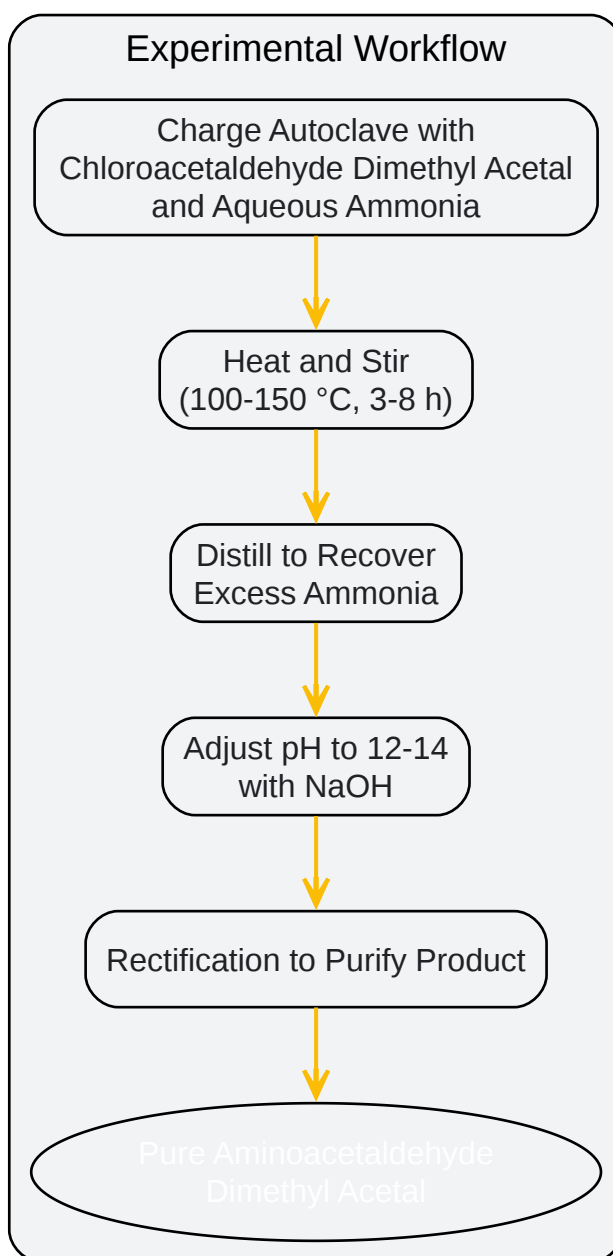 Experimental Workflow
Charge Autoclave with
Chloroacetaldehyde Dimethyl Acetal
and Aqueous Ammonia
Heat and Stir
(100-150 °C, 3-8 h)
Distill to Recover
Excess Ammonia
Adjust pH to 12-14
with NaOH
Rectification to Purify Product
Pure Aminoacetaldehyde
Dimethyl Acetal